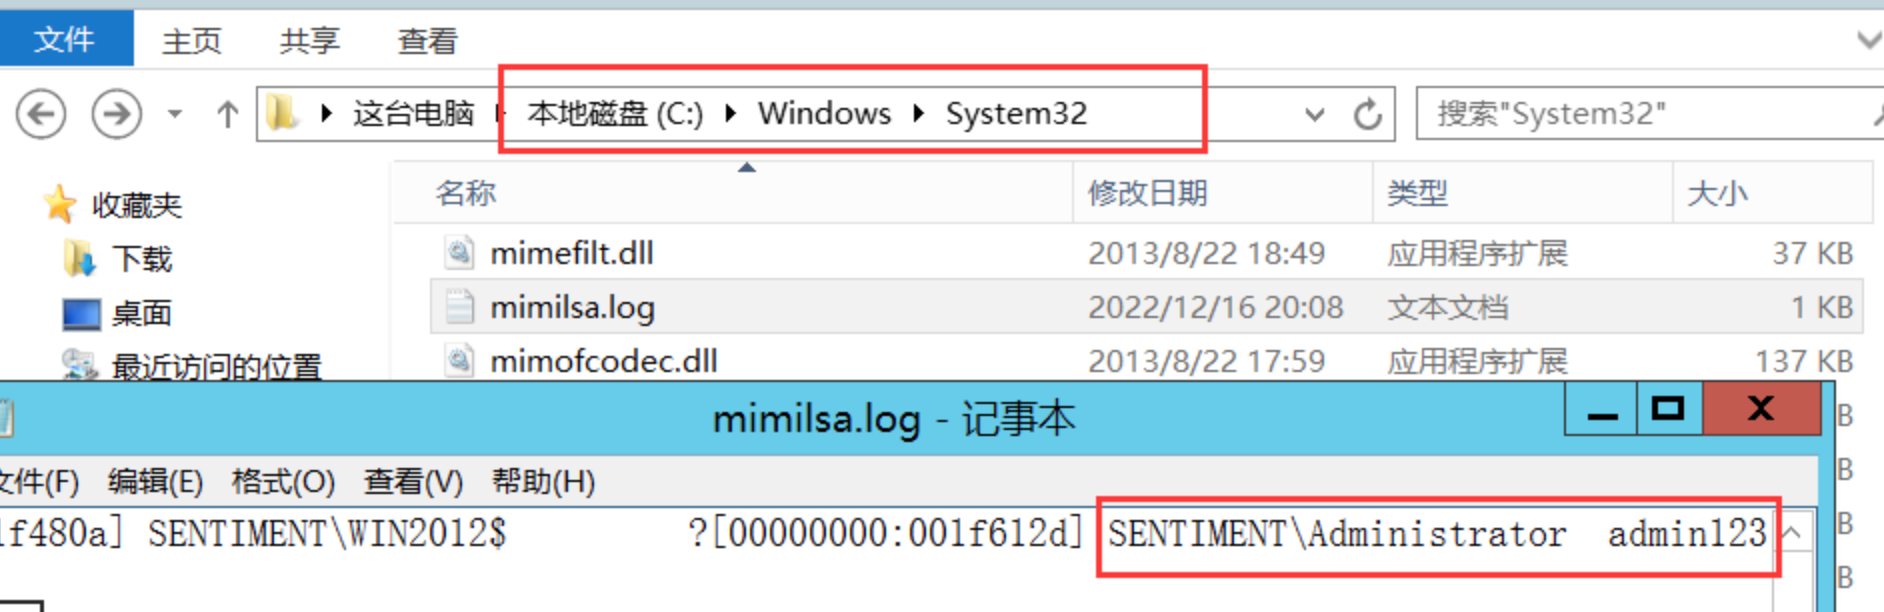 文件 主页 共享 查看
这台电脑 本地磁盘 (C:) Windows System32 搜索"System32"
名称 修改日期 类型 大小
收藏夹
下载
桌面
最近访问的位置
mimefilt.dll 2013/8/22 18:49 应用程序扩展 37 KB
mimilsa.log 2022/12/16 20:08 文本文档 1 KB
mimofcodec.dll 2013/8/22 17:59 应用程序扩展 137 KB
mimilsa.log - 记事本
B
B
B
B
文件(F) 编辑(E) 格式(O) 查看(V) 帮助(H)
1f480a] SENTIMENT\WIN2012$ ?[00000000:001f612d] SENTIMENT\Administrator admin123